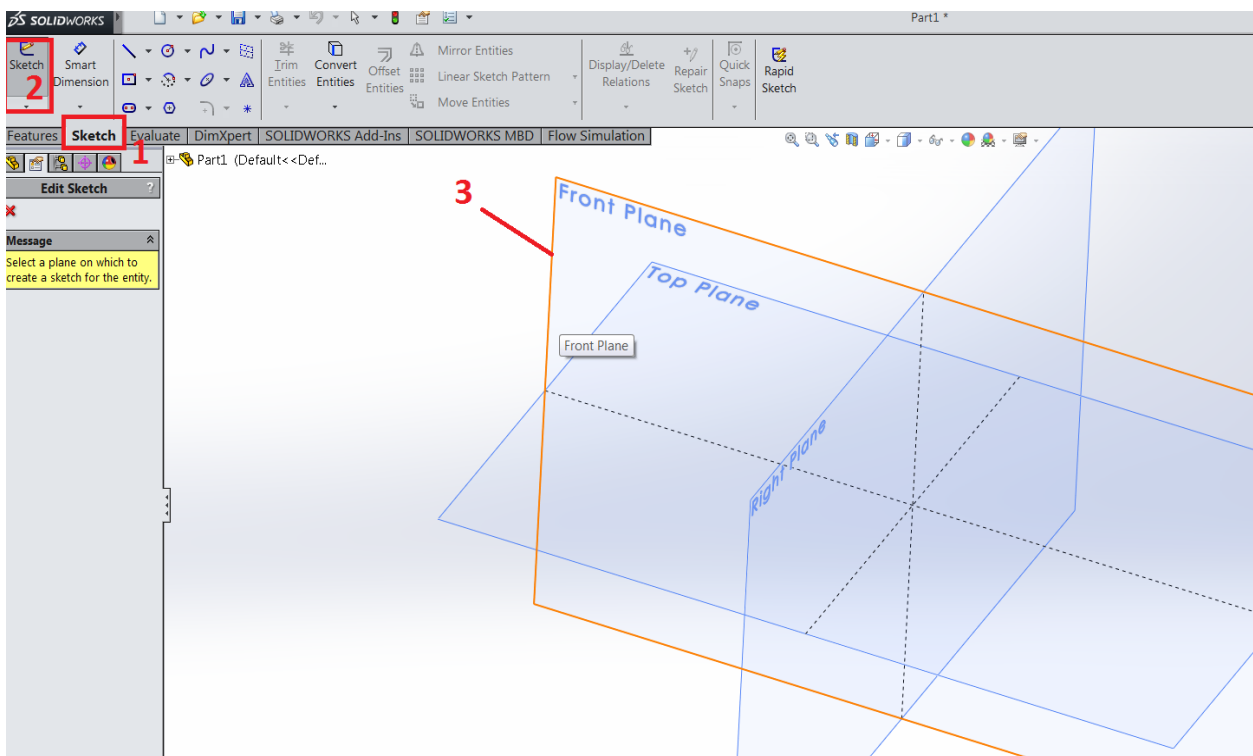 DS SOLIDWORKS
Part1 *
Sketch
Smart
Dimension
Trim
Entities
Convert
Entities
Offset
Entities
Mirror Entities
Linear Sketch Pattern
Move Entities
Display/Delete
Relations
Repair
Sketch
Quick
Snaps
Rapid
Sketch
2
Features Sketch Evaluate DimXpert SOLIDWORKS Add-Ins SOLIDWORKS MBD Flow Simulation
1
Part1 (Default<<Def...
Edit Sketch ?
Message
Select a plane on which to
create a sketch for the entity.
3
Front Plane
Top Plane
Front Plane
Right Plane